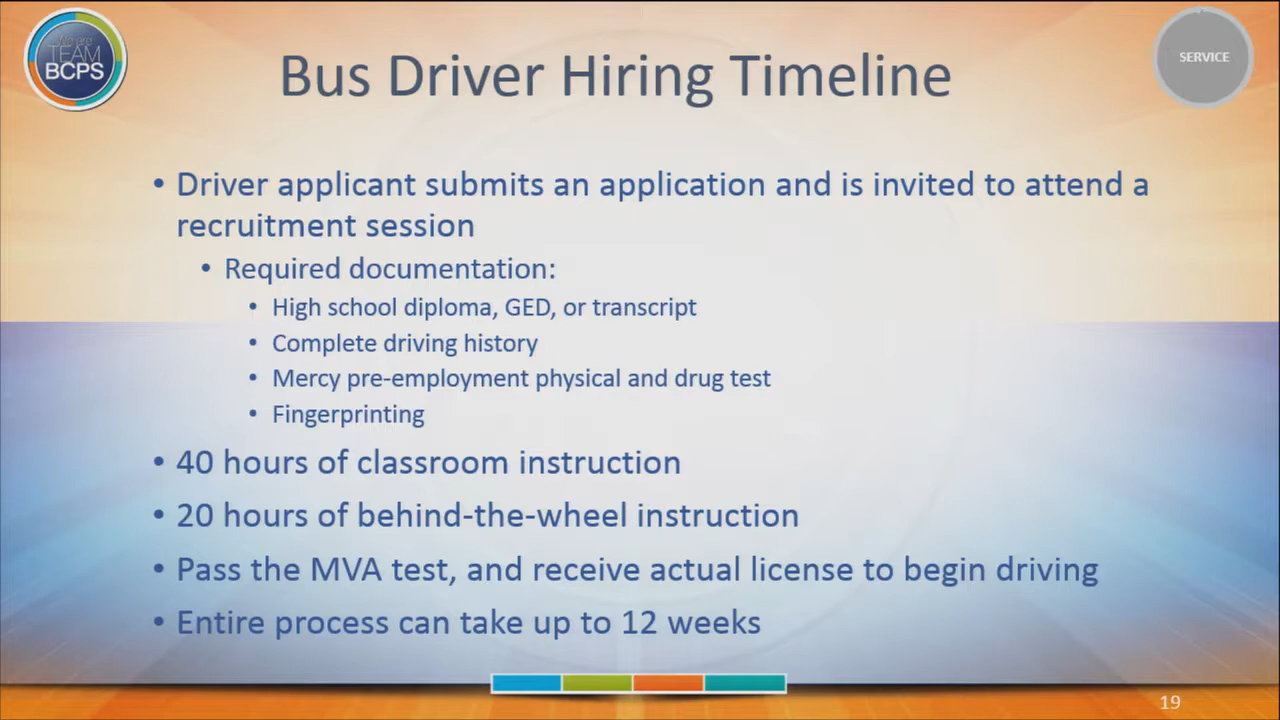 We are
TEAM
BCPS
SERVICE
Bus Driver Hiring Timeline
• Driver applicant submits an application and is invited to attend a
recruitment session
• Required documentation:
• High school diploma, GED, or transcript
• Complete driving history
• Mercy pre-employment physical and drug test
• Fingerprinting
• 40 hours of classroom instruction
• 20 hours of behind-the-wheel instruction
• Pass the MVA test, and receive actual license to begin driving
• Entire process can take up to 12 weeks
19